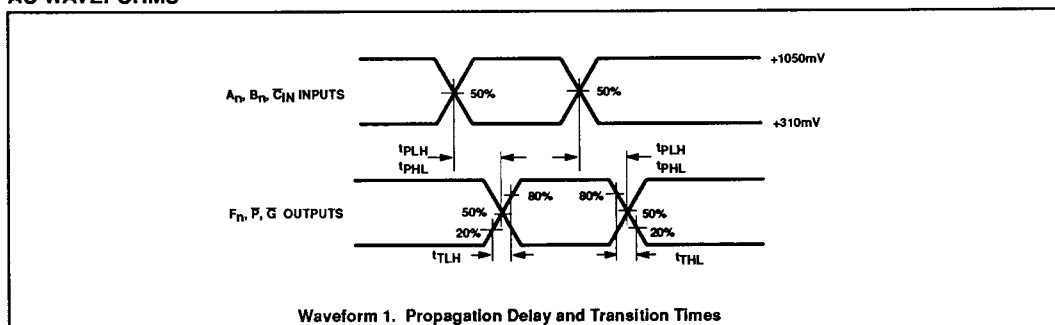 AC WAVEFORMS
+1050mV
An, Bn, C̅IN INPUTS
50%
50%
+310mV
tPLH
tPHL
tPLH
tPHL
80%
80%
Fn, P̅, G̅ OUTPUTS
50%
50%
20%
20%
tTLH
tTHL
Waveform 1. Propagation Delay and Transition Times